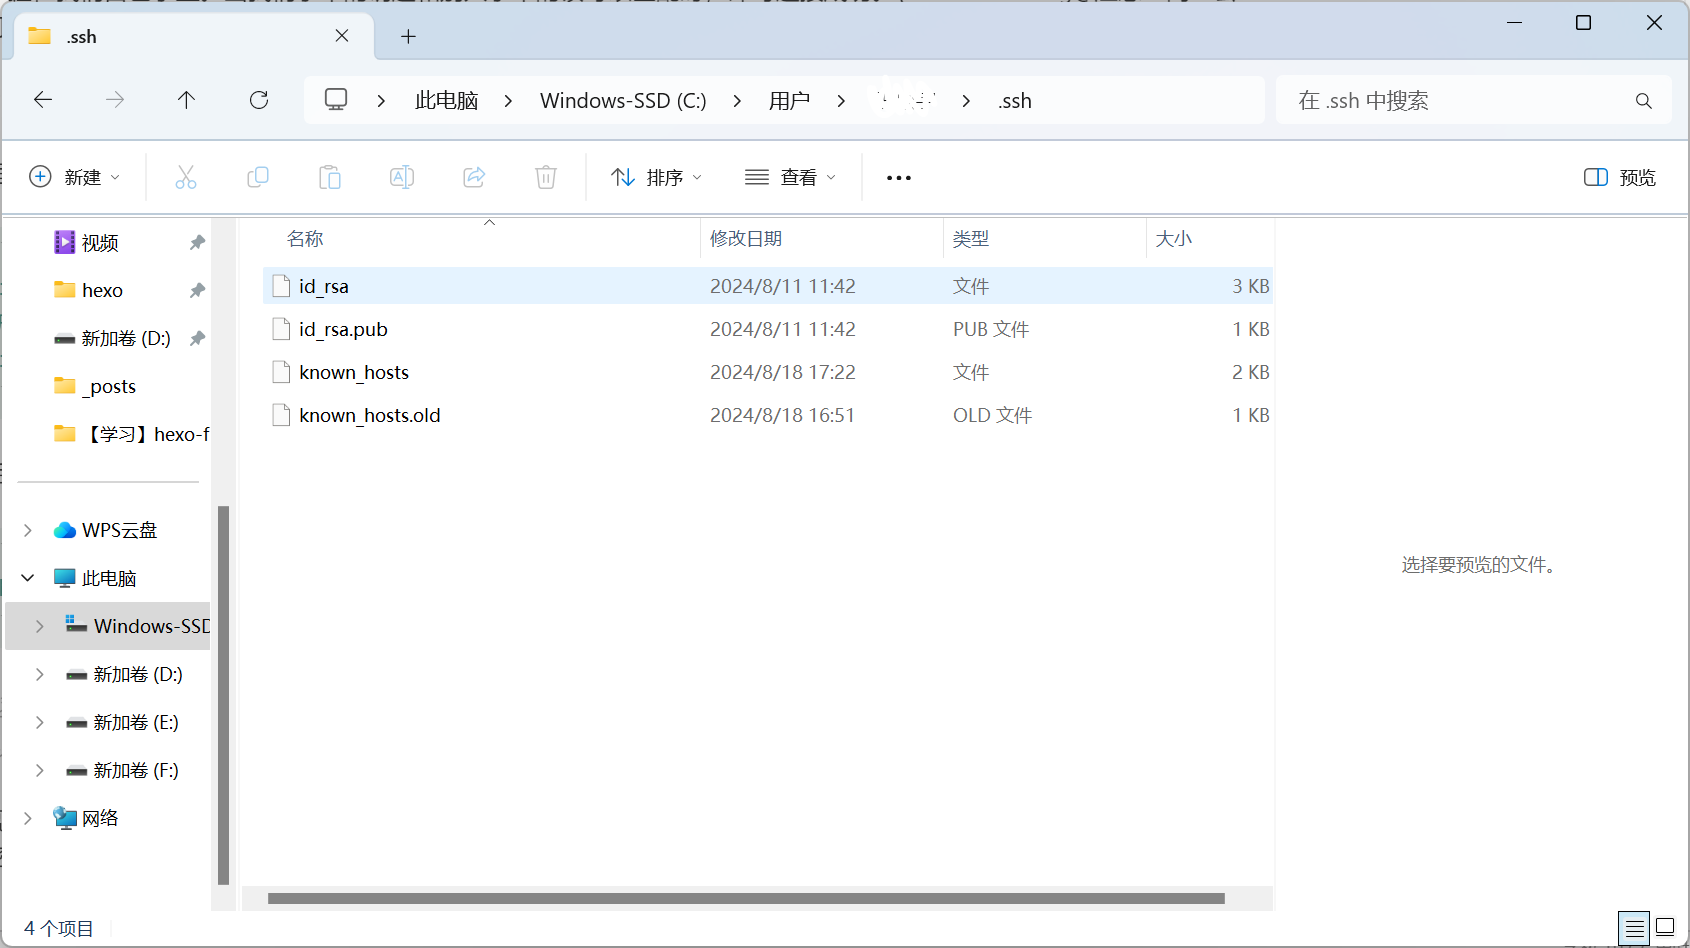 .ssh
此电脑 Windows-SSD (C:) 用户 .ssh
在 .ssh 中搜索
新建
排序
查看
预览
视频
hexo
新加卷 (D:)
_posts
【学习】hexo-f
WPS云盘
此电脑
Windows-SSD
新加卷 (D:)
新加卷 (E:)
新加卷 (F:)
网络
名称 修改日期 类型 大小
id_rsa 2024/8/11 11:42 文件 3 KB
id_rsa.pub 2024/8/11 11:42 PUB 文件 1 KB
known_hosts 2024/8/18 17:22 文件 2 KB
known_hosts.old 2024/8/18 16:51 OLD 文件 1 KB
选择要预览的文件。
4 个项目